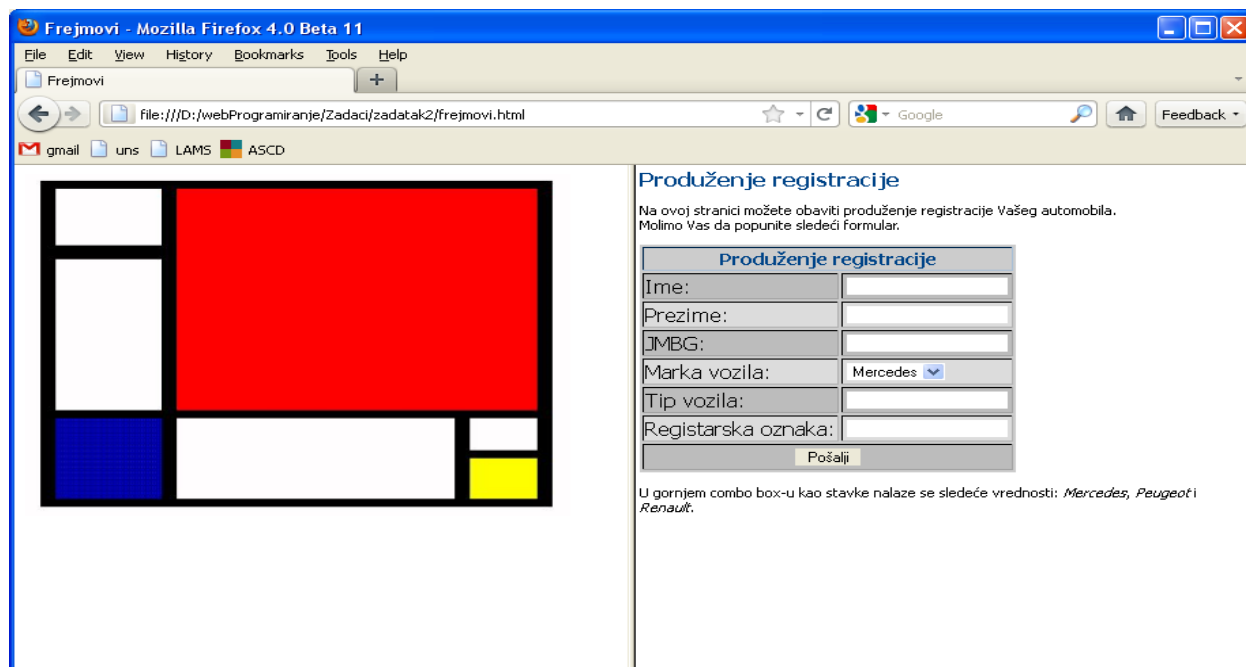 Frejmovi - Mozilla Firefox 4.0 Beta 11
File Edit View History Bookmarks Tools Help
Frejmovi +
file:///D:/webProgramiranje/Zadaci/zadatak2/frejmovi.html Google Feedback
gmail uns LAMS ASCD
Produženje registracije
Na ovoj stranici možete obaviti produženje registracije Vašeg automobila.
Molimo Vas da popunite sledeći formular.
Produženje registracije
Ime:
Prezime:
JMBG:
Marka vozila: Mercedes
Tip vozila:
Registarska oznaka:
Pošalji
U gornjem combo box-u kao stavke nalaze se sledeće vrednosti: Mercedes, Peugeot i
Renault.